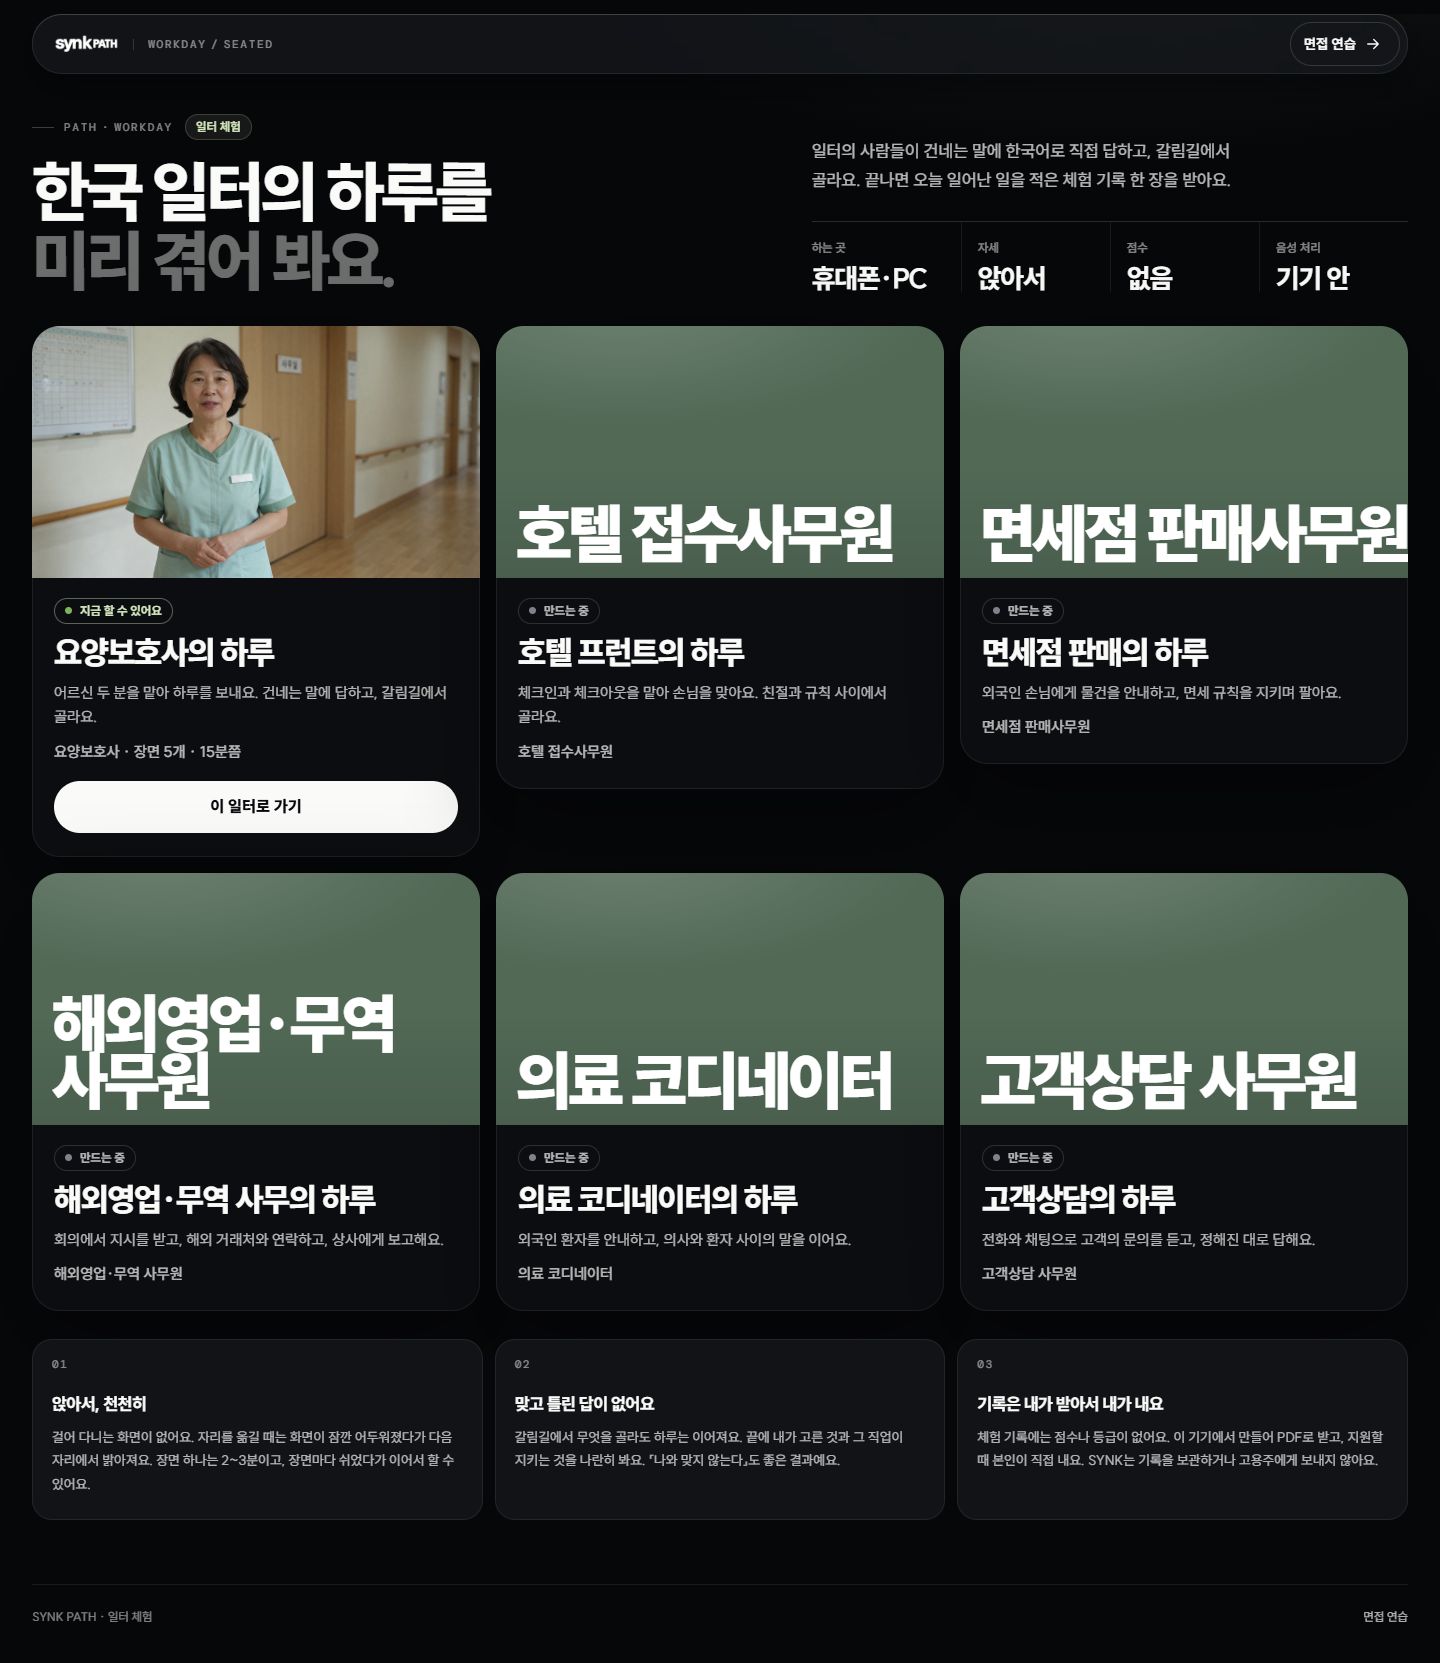 synk PATH
WORKDAY / SEATED
면접 연습 →
PATH · WORKDAY
일터 체험
한국 일터의 하루를
미리 겪어 봐요.
일터의 사람들이 건네는 말에 한국어로 직접 답하고, 갈림길에서
골라요. 끝나면 오늘 일어난 일을 적은 체험 기록 한 장을 받아요.
하는 곳
휴대폰·PC
자세
앉아서
점수
없음
음성 처리
기기 안
사무실
지금 할 수 있어요
요양보호사의 하루
어르신 두 분을 맡아 하루를 보내요. 건네는 말에 답하고, 갈림길에서
골라요.
요양보호사 · 장면 5개 · 15분쯤
이 일터로 가기
호텔 접수사무원
만드는 중
호텔 프런트의 하루
체크인과 체크아웃을 맡아 손님을 맞아요. 친절과 규칙 사이에서
골라요.
호텔 접수사무원
면세점 판매사무원
만드는 중
면세점 판매의 하루
외국인 손님에게 물건을 안내하고, 면세 규칙을 지키며 팔아요.
면세점 판매사무원
해외영업·무역
사무원
만드는 중
해외영업·무역 사무의 하루
회의에서 지시를 받고, 해외 거래처와 연락하고, 상사에게 보고해요.
해외영업·무역 사무원
의료 코디네이터
만드는 중
의료 코디네이터의 하루
외국인 환자를 안내하고, 의사와 환자 사이의 말을 이어요.
의료 코디네이터
고객상담 사무원
만드는 중
고객상담의 하루
전화와 채팅으로 고객의 문의를 듣고, 정해진 대로 답해요.
고객상담 사무원
01
앉아서, 천천히
걸어 다니는 화면이 없어요. 자리를 옮길 때는 화면이 잠깐 어두워졌다가 다음
자리에서 밝아져요. 장면 하나는 2~3분이고, 장면마다 쉬었다가 이어서 할 수
있어요.
02
맞고 틀린 답이 없어요
갈림길에서 무엇을 골라도 하루는 이어져요. 끝에 내가 고른 것과 그 직업이
지키는 것을 나란히 봐요. 「나와 맞지 않는다」도 좋은 결과예요.
03
기록은 내가 받아서 내가 내요
체험 기록에는 점수나 등급이 없어요. 이 기기에서 만들어 PDF로 받고, 지원할
때 본인이 직접 내요. SYNK는 기록을 보관하거나 고용주에게 보내지 않아요.
SYNK PATH · 일터 체험
면접 연습